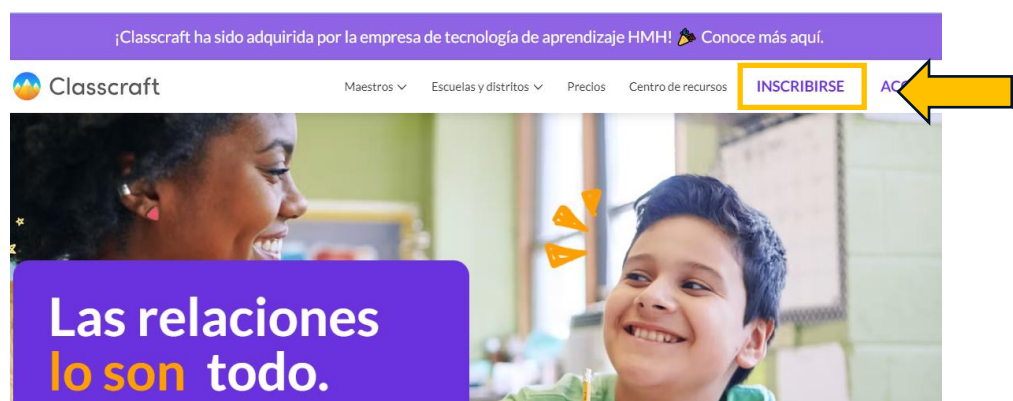 ¡Classcraft ha sido adquirida por la empresa de tecnología de aprendizaje HMH! 🎉 Conoce más aquí.
Classcraft Maestros Escuelas y distritos Precios Centro de recursos INSCRIBIRSE
Las relaciones
lo son todo.